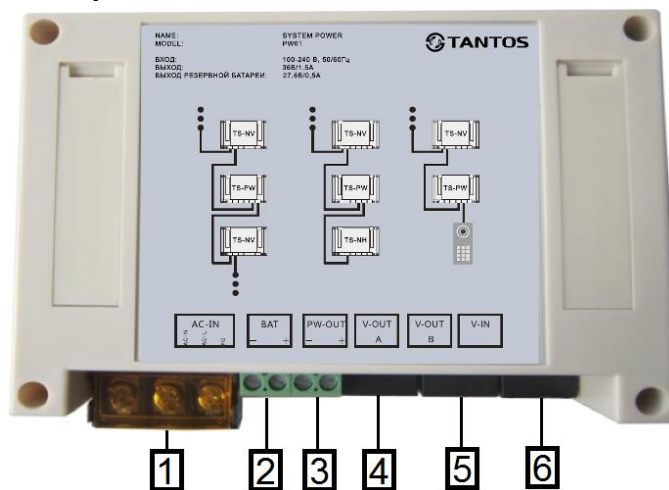 NAME: SYSTEM POWER
MODEL: PW01
TANTOS
ВХОД: 100-240 В, 50/60Гц
ВЫХОД: 36В/1.5А
ВЫХОД РЕЗЕРВНОЙ БАТАРЕИ: 27,6В/0,5А
TS-NV TS-NV TS-NV
TS-PW TS-PW TS-PW
TS-NV TS-NH
AC-IN BAT PW-OUT V-OUT V-OUT V-IN
AC-N AC-L
- + - + A B
1 2 3 4 5 6